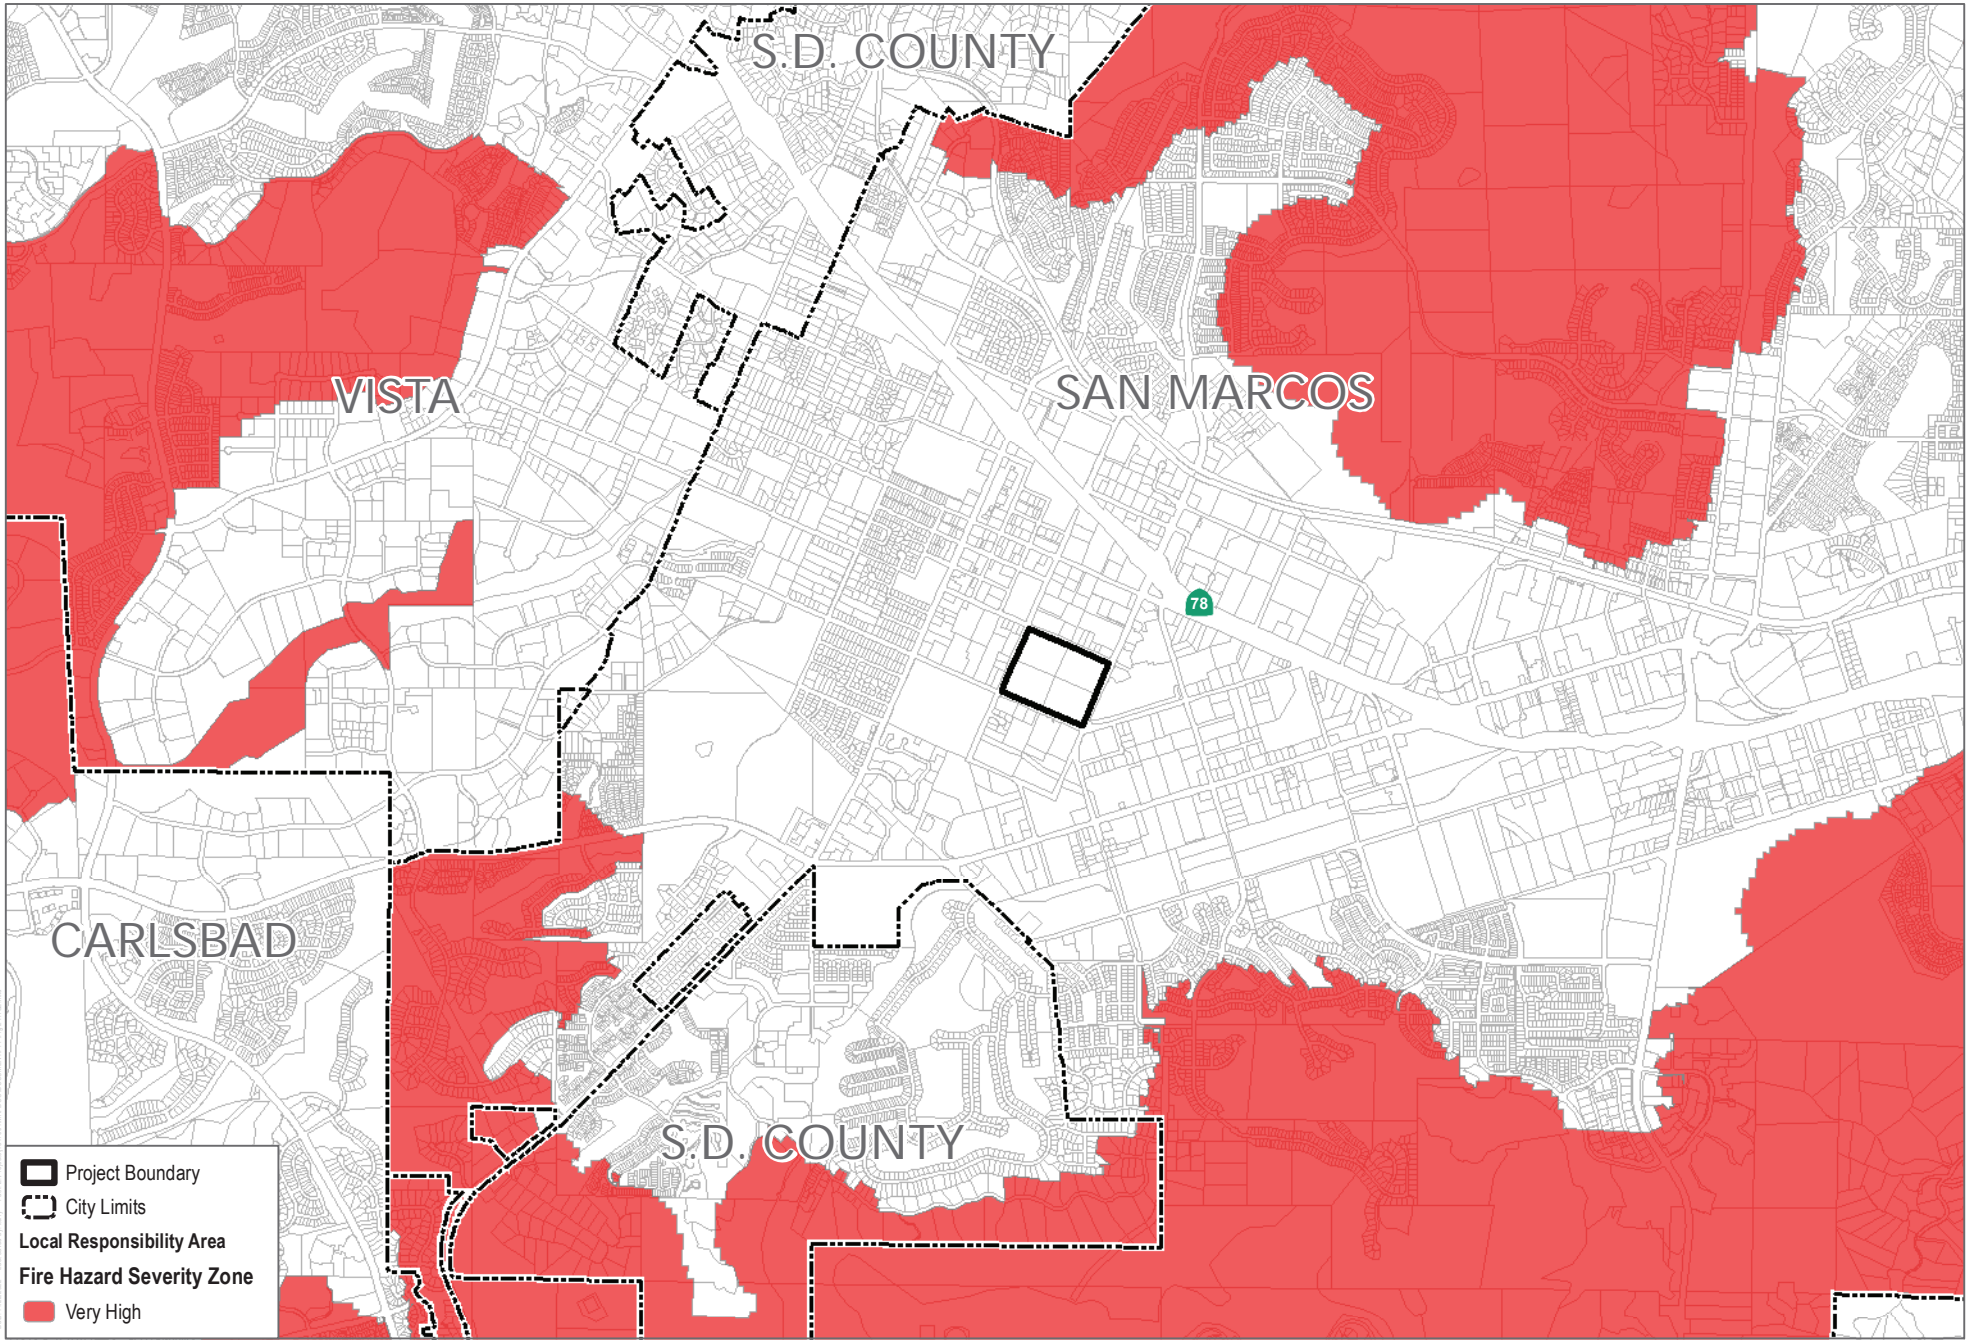 S.D. COUNTY
VISTA
SAN MARCOS
78
CARLSBAD
S.D. COUNTY
Project Boundary
City Limits
Local Responsibility Area
Fire Hazard Severity Zone
Very High